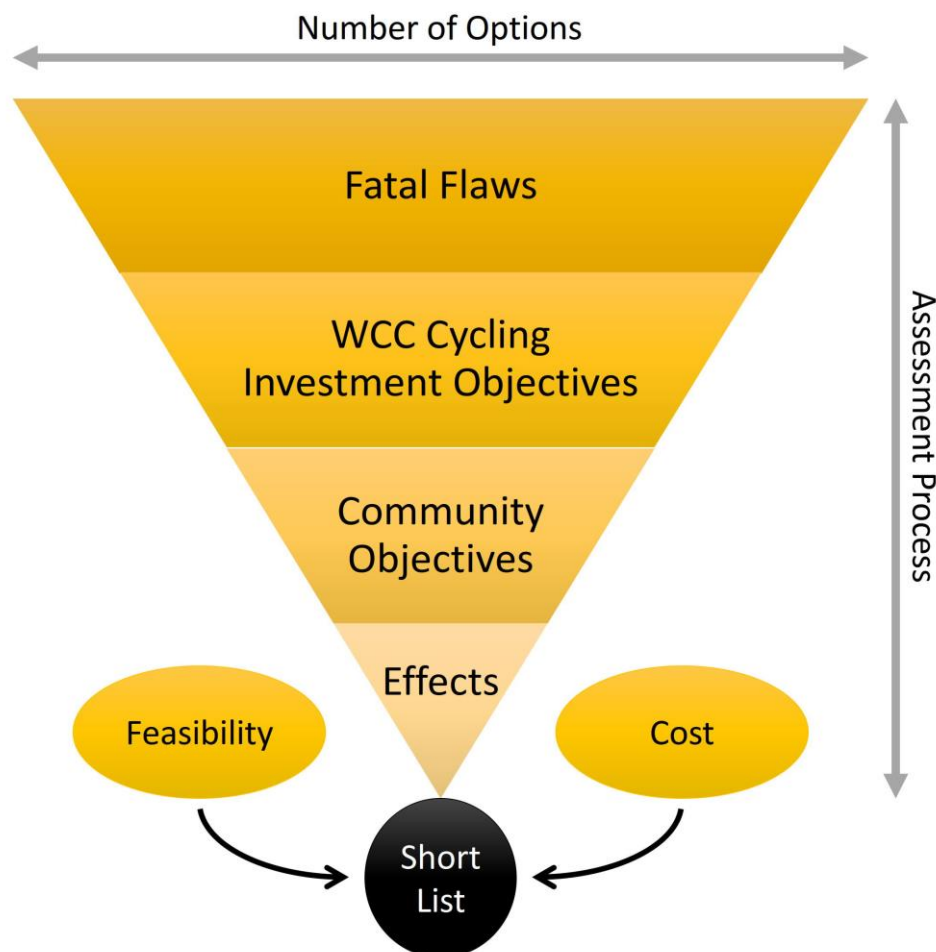 Number of Options
Fatal Flaws
WCC Cycling
Investment Objectives
Community
Objectives
Effects
Feasibility
Cost
Short
List
Assessment Process